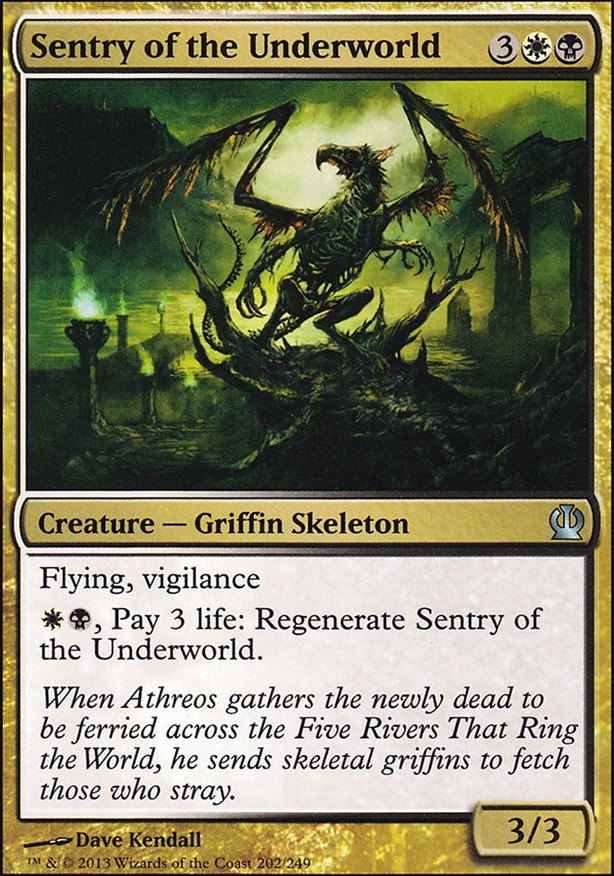 Sentry of the Underworld 3
Creature — Griffin Skeleton
Flying, vigilance
, Pay 3 life: Regenerate Sentry of
the Underworld.
When Athreos gathers the newly dead to
be ferried across the Five Rivers That Ring
the World, he sends skeletal griffins to fetch
those who stray.
3/3
Dave Kendall
™ & © 2013 Wizards of the Coast 202/249